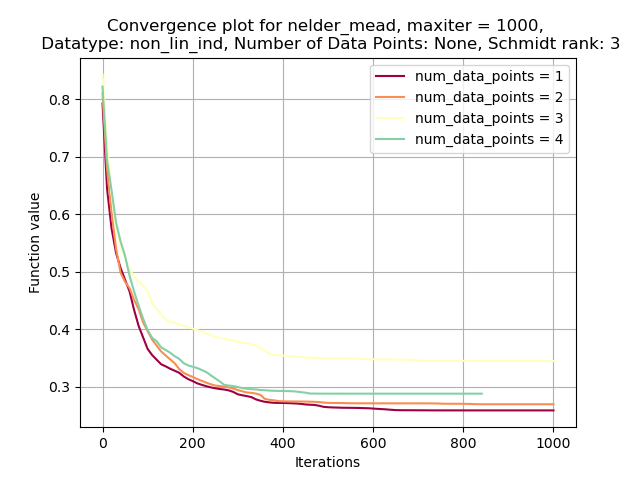 Convergence plot for nelder_mead, maxiter = 1000,
Datatype: non_lin_ind, Number of Data Points: None, Schmidt rank: 3
num_data_points = 1
num_data_points = 2
num_data_points = 3
num_data_points = 4
Function value
0.8
0.7
0.6
0.5
0.4
0.3
0 200 400 600 800 1000
Iterations